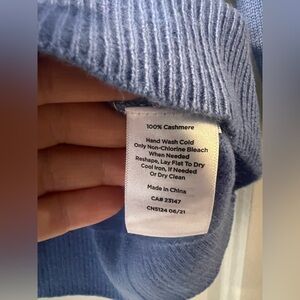 100% Cashmere
Hand Wash Cold
Only Non-Chlorine Bleach
When Needed
Reshape, Lay Flat To Dry
Cool Iron, If Needed
Or Dry Clean
Made in China
CA# 23147
CN5124 06/21